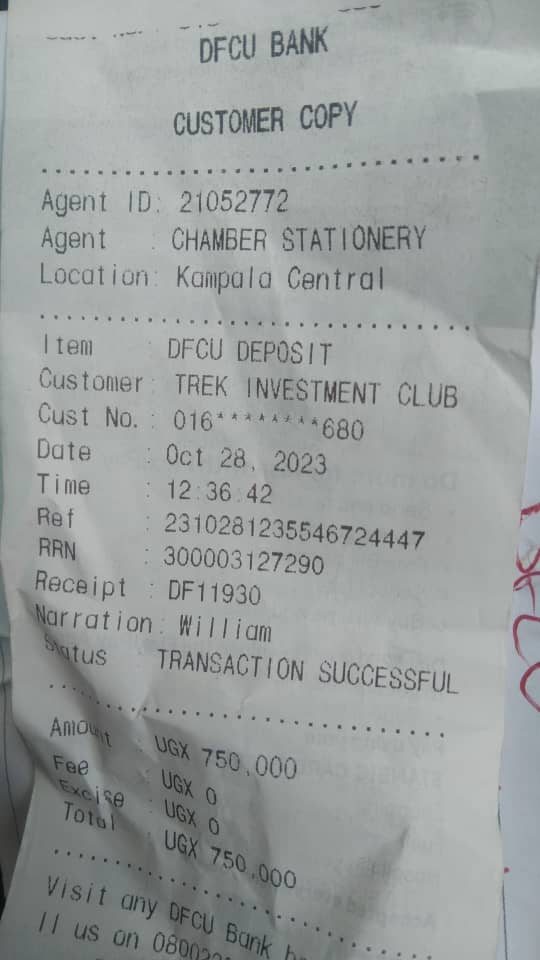 DFCU BANK
CUSTOMER COPY
Agent ID: 21052772
Agent : CHAMBER STATIONERY
Location: Kampala Central
Item DFCU DEPOSIT
Customer: TREK INVESTMENT CLUB
Cust No. : 016********680
Date : Oct 28, 2023
Time : 12:36:42
Ref : 2310281235546724447
RRN : 300003127290
Receipt : DF11930
Narration: William
Status TRANSACTION SUCCESSFUL
Amount : UGX 750,000
Fee : UGX 0
Excise : UGX 0
Total : UGX 750,000
Visit any DFCU Bank
ll us on